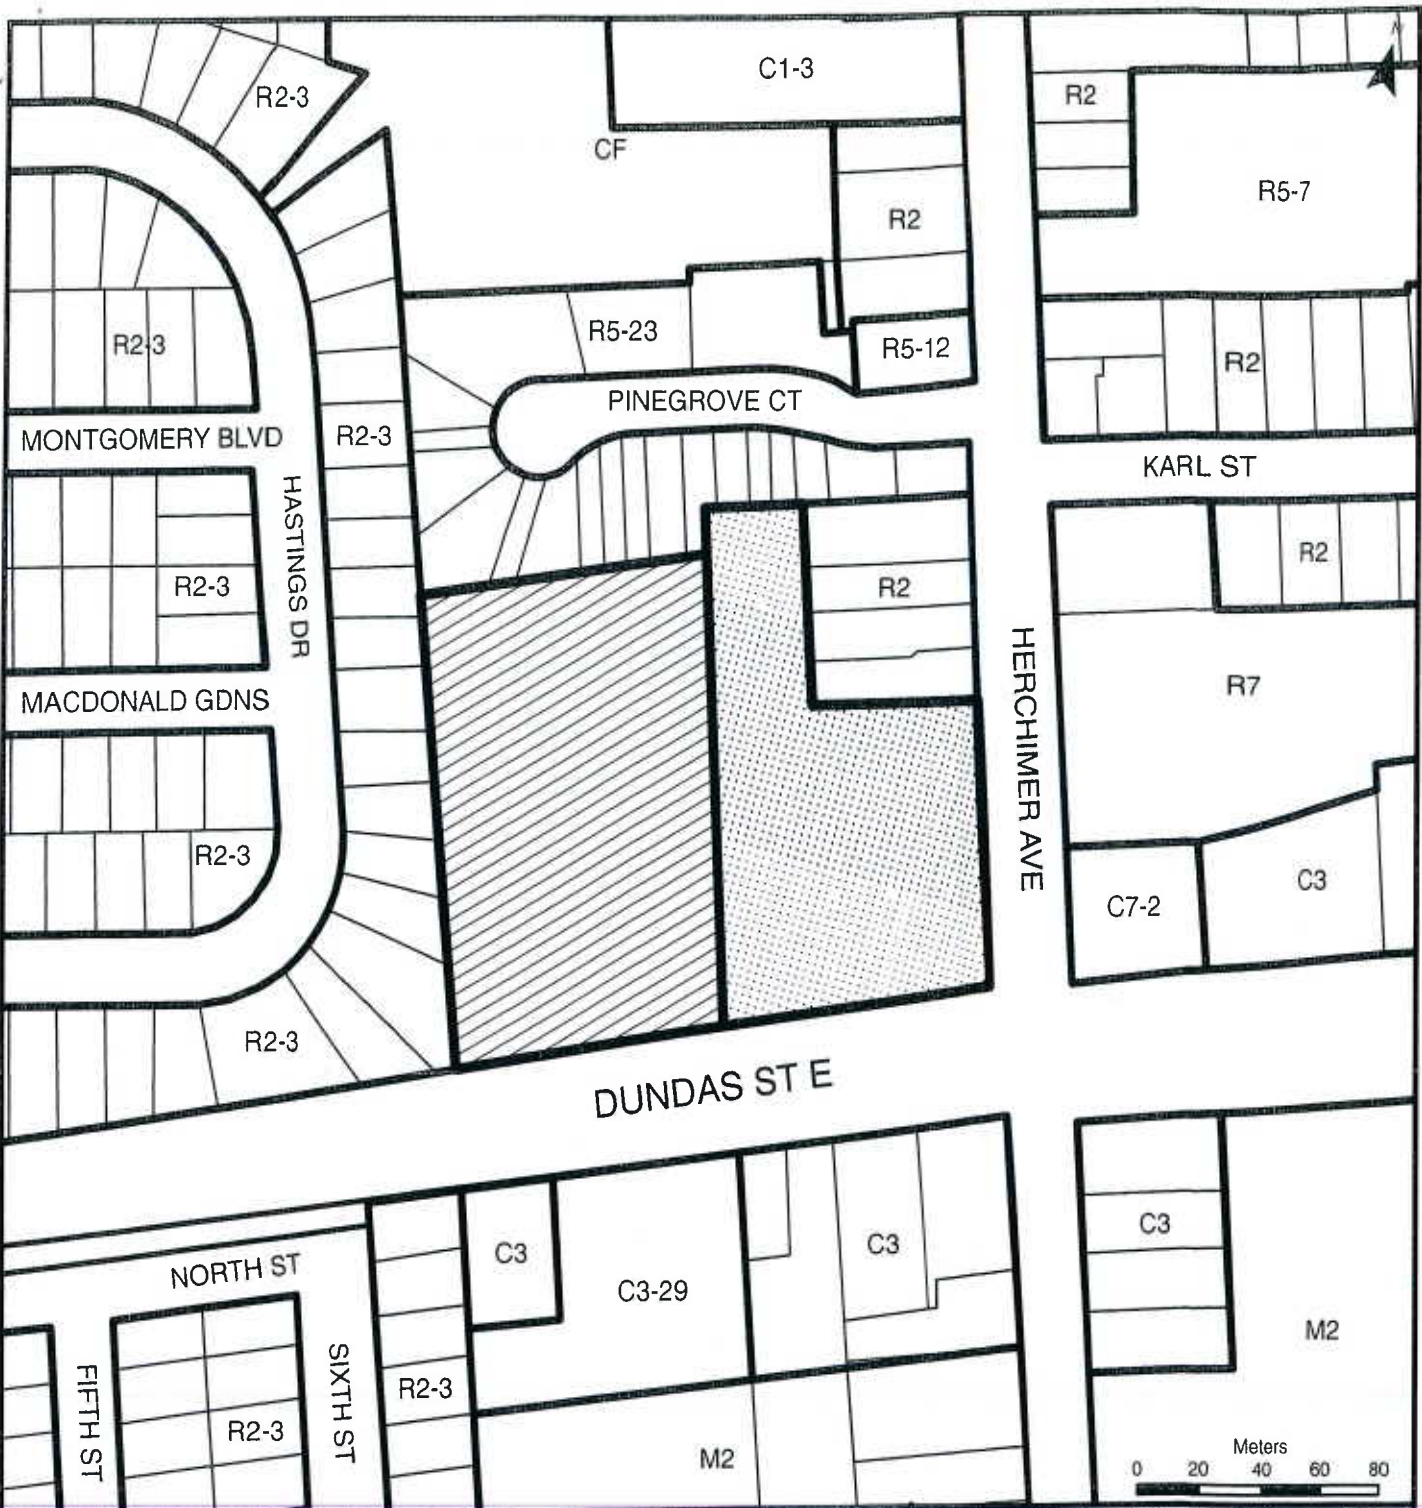 N
C1-3
R2-3
R2
CF
R5-7
R2
R5-23
R2-3
R5-12
R2
PINEGROVE CT
MONTGOMERY BLVD
R2-3
KARL ST
HASTINGS DR
R2
R2-3
R2
HERCHIMER AVE
R7
MACDONALD GDNS
R2-3
C3
C7-2
R2-3
DUNDAS ST E
C3
C3
C3
NORTH ST
C3-29
M2
FIFTH ST
SIXTH ST
R2-3
R2-3
M2
Meters
0 20 40 60 80